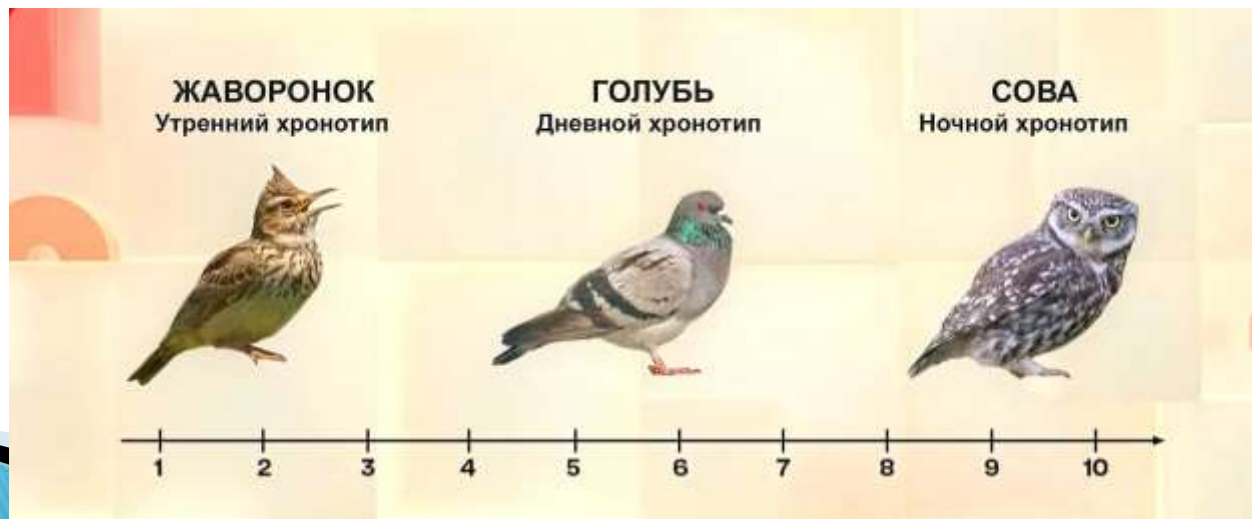 ЖАВОРОНОК
Утренний хронотип
ГОЛУБЬ
Дневной хронотип
СОВА
Ночной хронотип
1 2 3 4 5 6 7 8 9 10